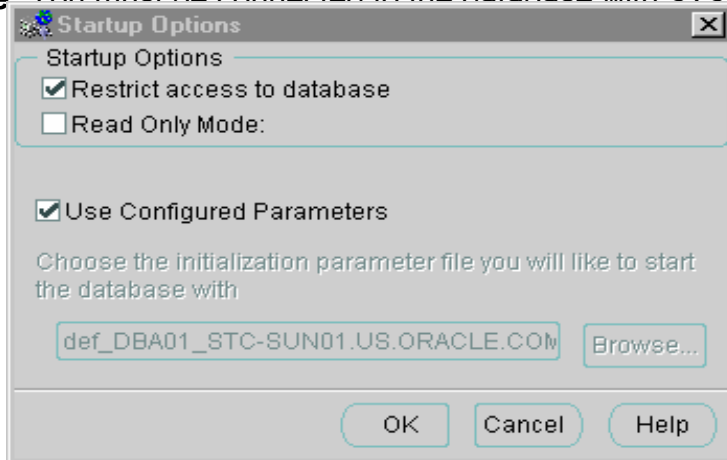 Startup Options
Startup Options
Restrict access to database
Read Only Mode:
Use Configured Parameters
Choose the initialization parameter file you will like to start
the database with
def_DBA01_STC-SUN01.US.ORACLE.COM
Browse...
OK Cancel Help